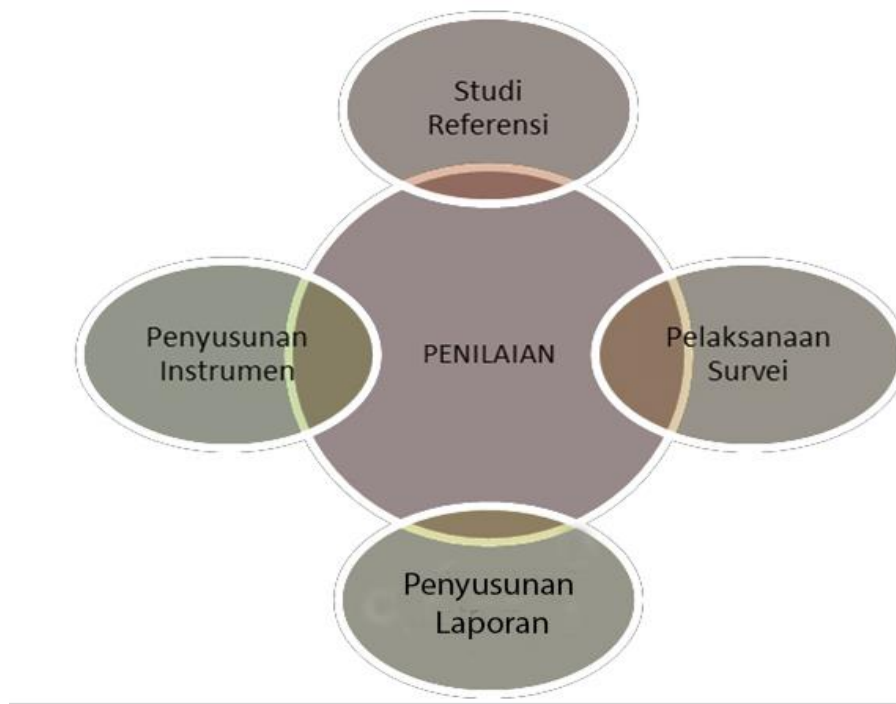 Studi
Referensi
Penyusunan
Instrumen
PENILAIAN
Pelaksanaan
Survei
Penyusunan
Laporan